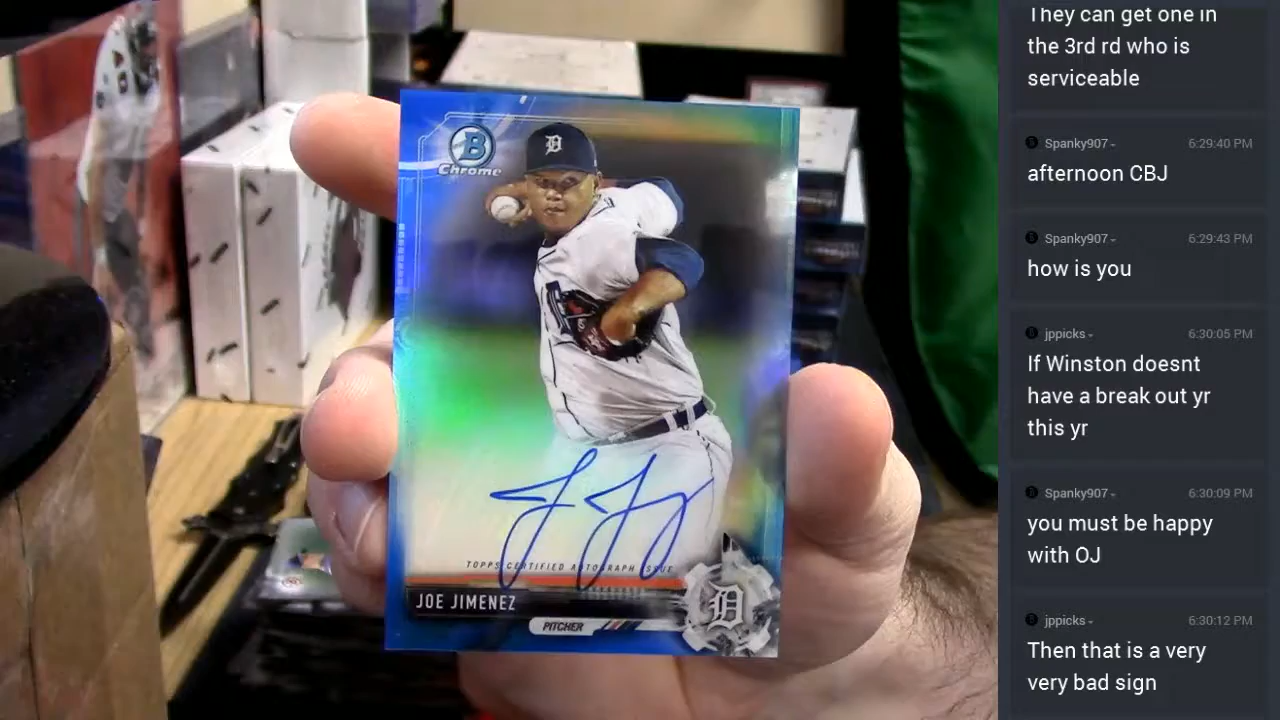 B
Chrome
D
TOPPS CERTIFIED AUTOGRAPH ISSUE
JOE JIMENEZ
PITCHER
D
They can get one in
the 3rd rd who is
serviceable
Spanky907
6:29:40 PM
afternoon CBJ
Spanky907
6:29:43 PM
how is you
jppicks
6:30:05 PM
If Winston doesnt
have a break out yr
this yr
Spanky907
6:30:09 PM
you must be happy
with OJ
jppicks
6:30:12 PM
Then that is a very
very bad sign